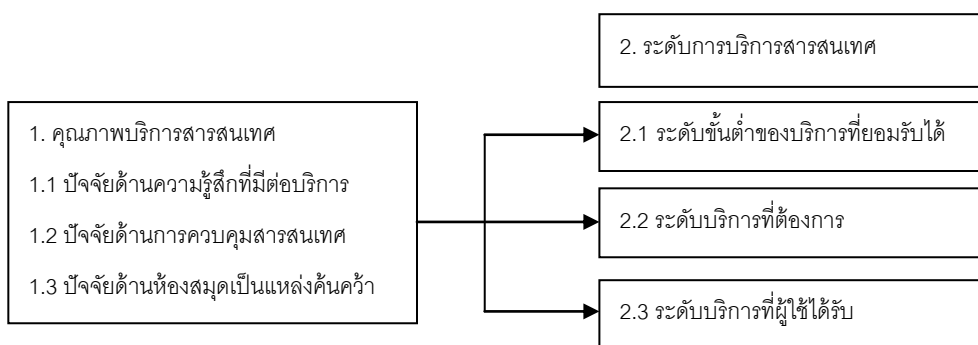 1. คุณภาพบริการสารสนเทศ
1.1 ปัจจัยด้านความรู้สึกที่มีต่อบริการ
1.2 ปัจจัยด้านการควบคุมสารสนเทศ
1.3 ปัจจัยด้านห้องสมุดเป็นแหล่งค้นคว้า
2. ระดับการบริการสารสนเทศ
2.1 ระดับขั้นต่ำของบริการที่ยอมรับได้
2.2 ระดับบริการที่ต้องการ
2.3 ระดับบริการที่ผู้ใช้ได้รับ